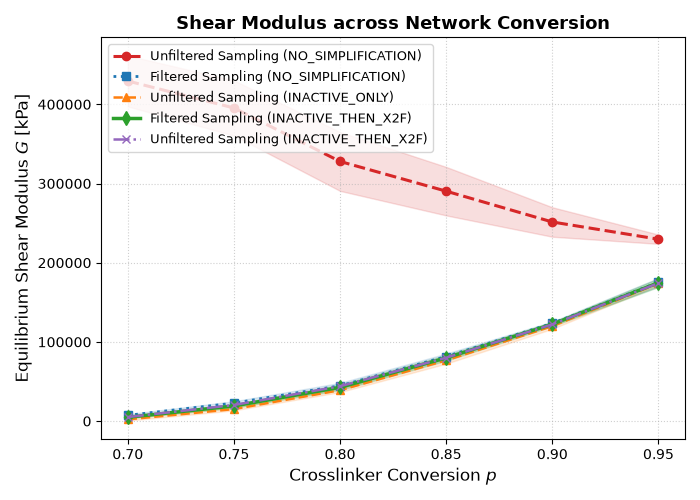 Shear Modulus across Network Conversion
Unfiltered Sampling (NO_SIMPLIFICATION)
Filtered Sampling (NO_SIMPLIFICATION)
Unfiltered Sampling (INACTIVE_ONLY)
Filtered Sampling (INACTIVE_THEN_X2F)
Unfiltered Sampling (INACTIVE_THEN_X2F)
Equilibrium Shear Modulus G [kPa]
400000
300000
200000
100000
0
0.70 0.75 0.80 0.85 0.90 0.95
Crosslinker Conversion p